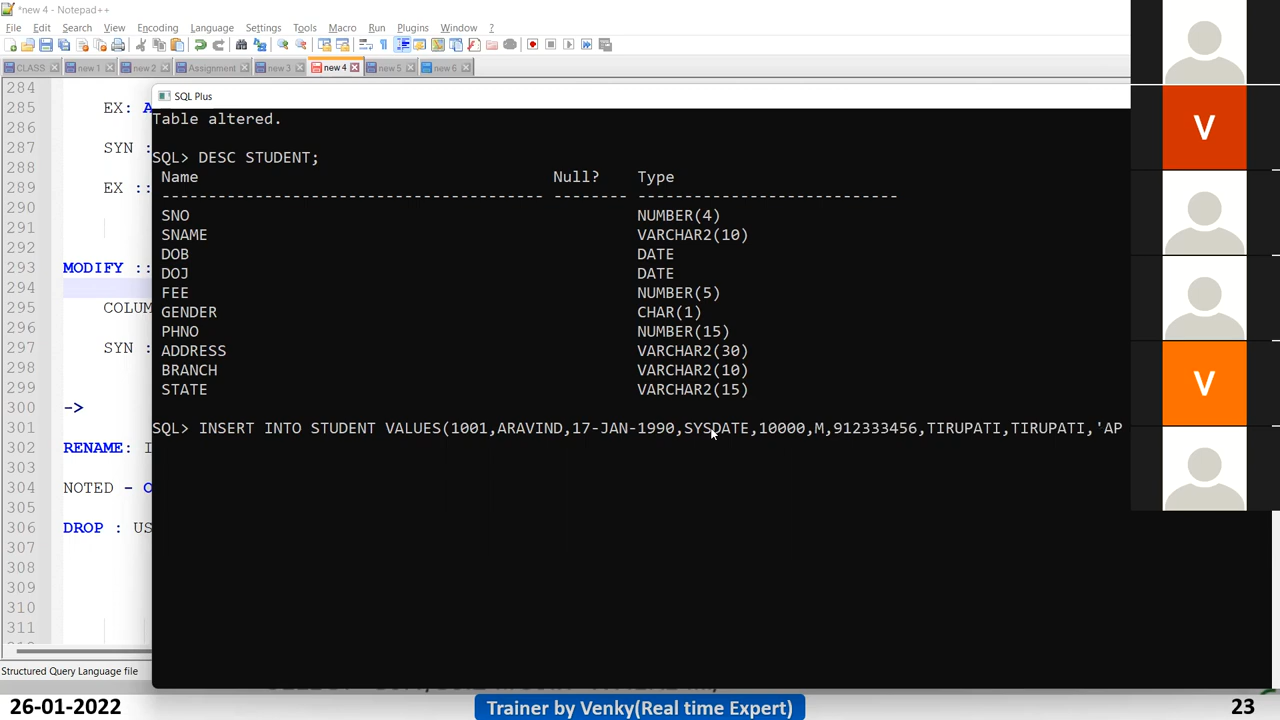 *new 4 - Notepad++
File Edit Search View Encoding Language Settings Tools Macro Run Plugins Window ?
CLASS new 1 new 2 Assignment new 3 new 4 new 5 new 6
284
285 EX: A
286
287 SYN :
288
289 EX ::
290
291
292
293 MODIFY ::
294
295 COLUM
296
297 SYN :
298
299
300 ->
301
302 RENAME: I
303
304 NOTED - O
305
306 DROP : US
307
308
309
310
311
SQL Plus
Table altered.
SQL> DESC STUDENT;
Name Null? Type
----------------------------------------- -------- ----------------------------
SNO NUMBER(4)
SNAME VARCHAR2(10)
DOB DATE
DOJ DATE
FEE NUMBER(5)
GENDER CHAR(1)
PHNO NUMBER(15)
ADDRESS VARCHAR2(30)
BRANCH VARCHAR2(10)
STATE VARCHAR2(15)
SQL> INSERT INTO STUDENT VALUES(1001,ARAVIND,17-JAN-1990,SYSDATE,10000,M,912333456,TIRUPATI,TIRUPATI,'AP
V
V
Structured Query Language file
26-01-2022
Trainer by Venky(Real time Expert)
23